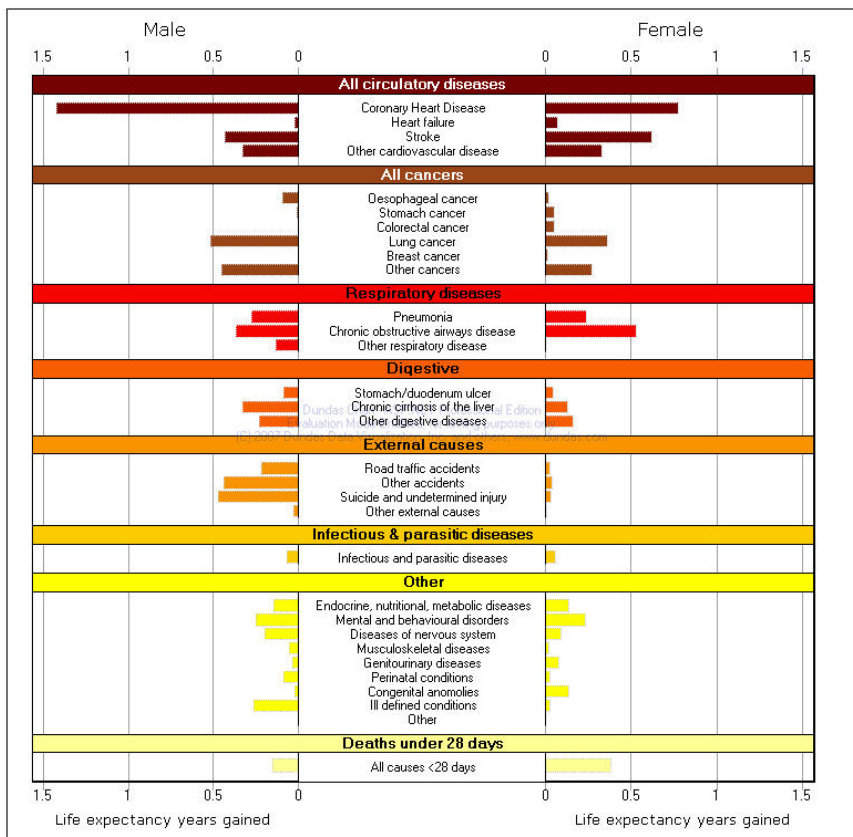 Male Female
1.5 1 0.5 0 0 0.5 1 1.5
All circulatory diseases
Coronary Heart Disease
Heart failure
Stroke
Other cardiovascular disease
All cancers
Oesophageal cancer
Stomach cancer
Colorectal cancer
Lung cancer
Breast cancer
Other cancers
Respiratory diseases
Pneumonia
Chronic obstructive airways disease
Other respiratory disease
Digestive
Stomach/duodenum ulcer
Chronic cirrhosis of the liver
Other digestive diseases
(C) 2007 Dundas Data www.dundas.com
External causes
Road traffic accidents
Other accidents
Suicide and undetermined injury
Other external causes
Infectious & parasitic diseases
Infectious and parasitic diseases
Other
Endocrine, nutritional, metabolic diseases
Mental and behavioural disorders
Diseases of nervous system
Musculoskeletal diseases
Genitourinary diseases
Perinatal conditions
Congenital anomolies
Ill defined conditions
Other
Deaths under 28 days
All causes <28 days
1.5 1 0.5 0 0 0.5 1 1.5
Life expectancy years gained Life expectancy years gained